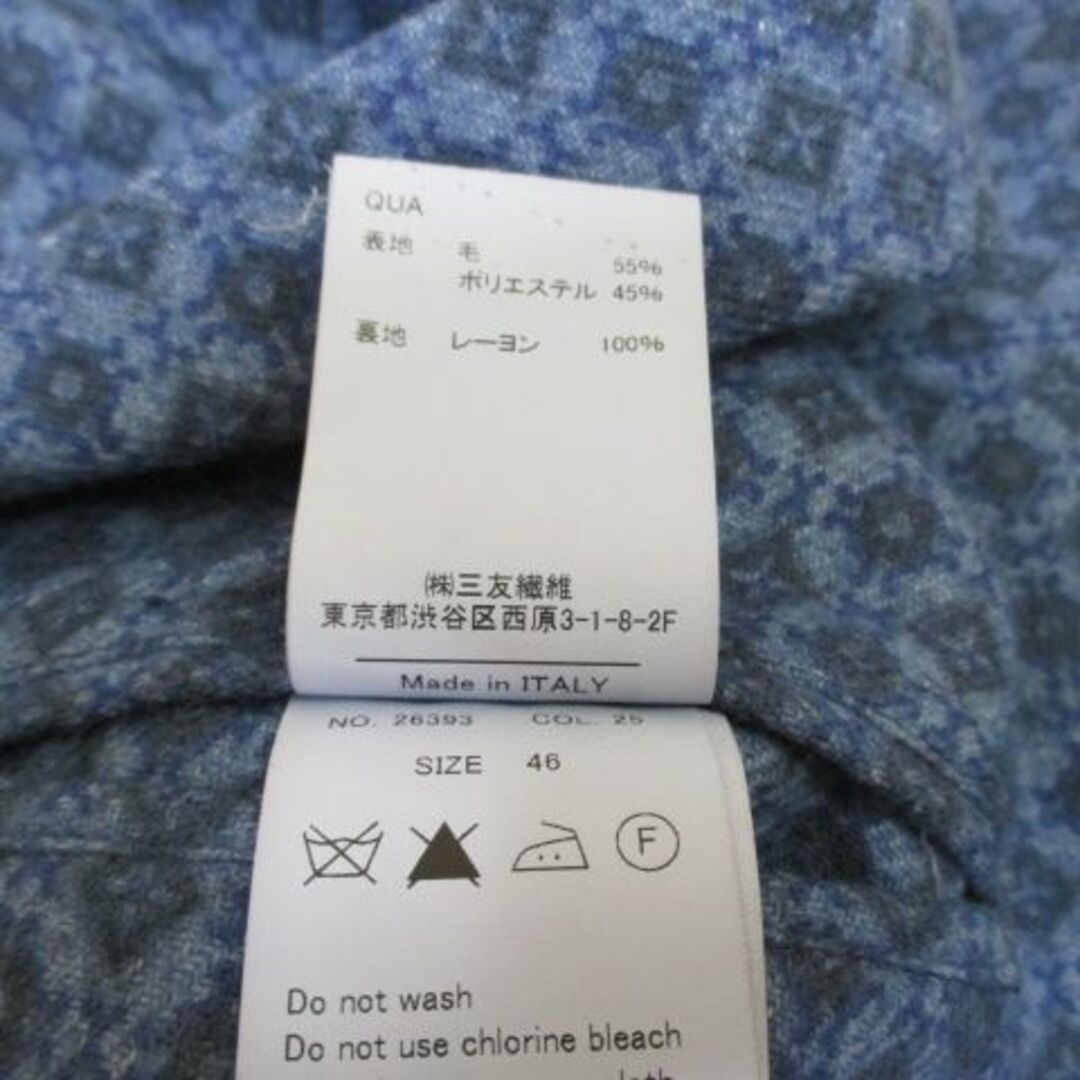 QUA
表地 毛 55%
ポリエステル 45%
裏地 レーヨン 100%
㈱三友繊維
東京都渋谷区西原3-1-8-2F
Made in ITALY
NO. 26393 COL. 25
SIZE 46
F
Do not wash
Do not use chlorine bleach
cloth